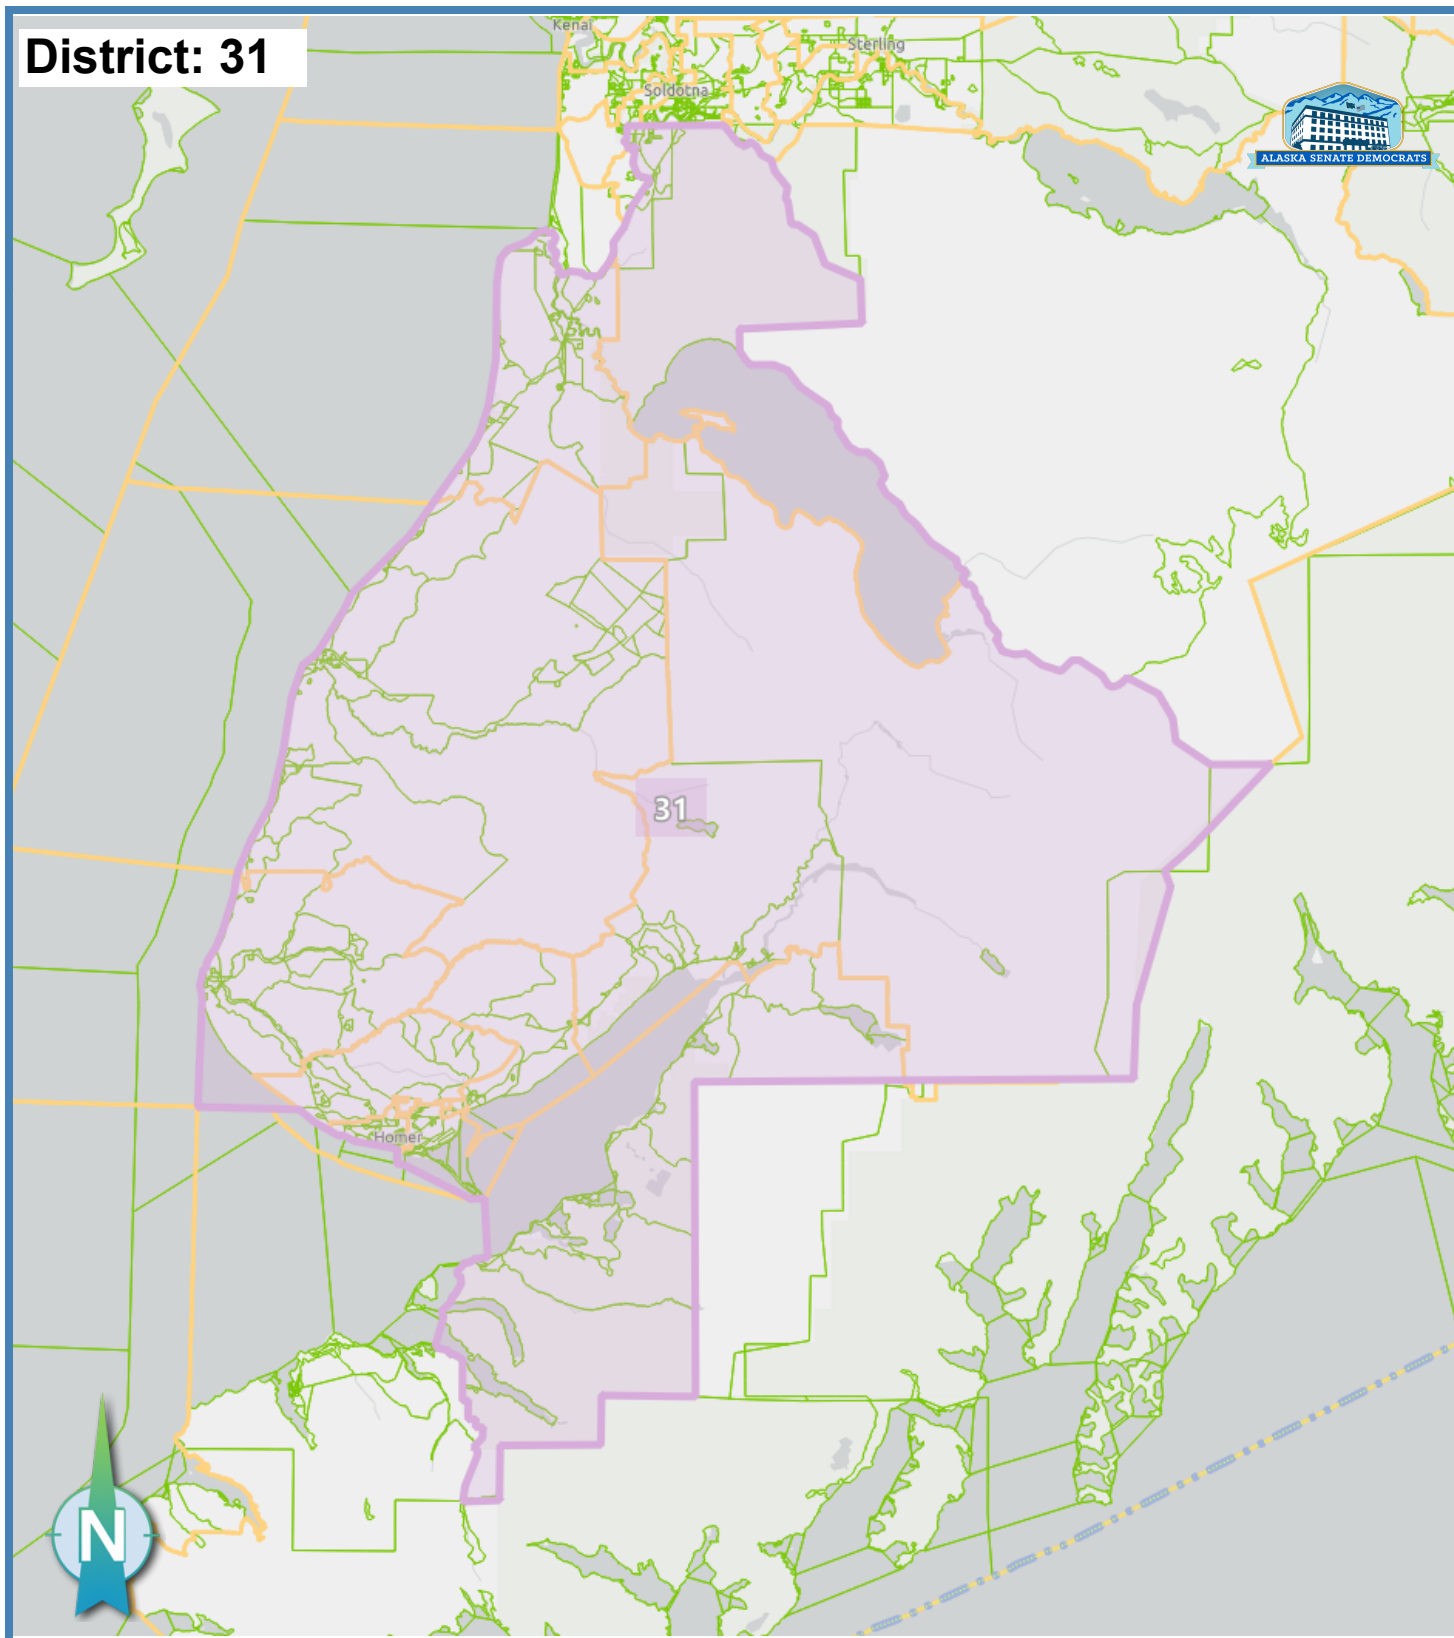 District: 31
Kenai
Sterling
Soldotna
ALASKA SENATE DEMOCRATS
31
Homer
N